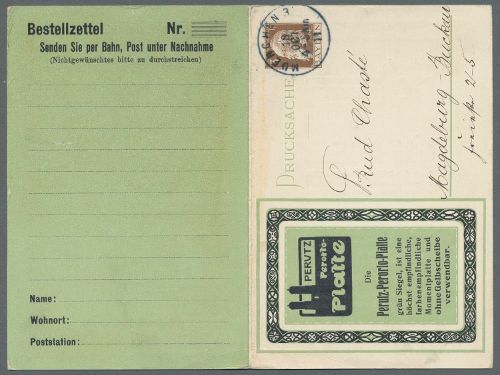 Bestellzettel Nr.
Senden Sie per Bahn, Post unter Nachnahme
(Nichtgewünschtes bitte zu durchstreichen)
Name:
Wohnort:
Poststation:
MUENCHEN
BAYERN
DRUCKSACHE
Magdeburg Buckau
PERUTZ
Perorto-
Platte
Die
Perutz-Perorto-Platte
grün Siegel, ist eine
höchst empfindliche,
farbenempfindliche
Momentplatte und
ohne Gelbscheibe
verwendbar.